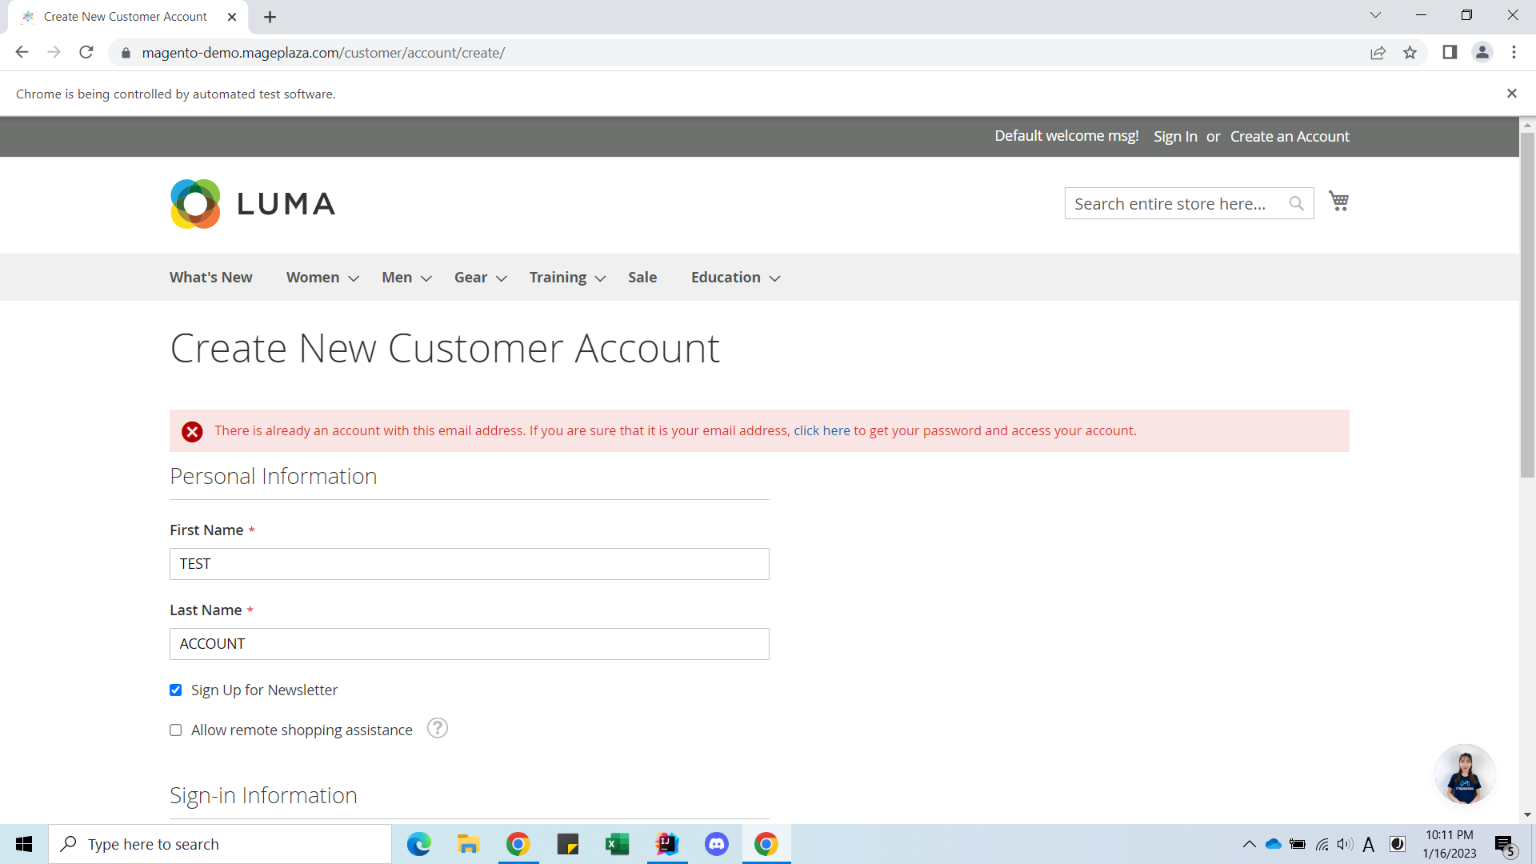 Create New Customer Account
magento-demo.mageplaza.com/customer/account/create/
Chrome is being controlled by automated test software.
Default welcome msg! Sign In or Create an Account
LUMA
Search entire store here...
What's New Women Men Gear Training Sale Education
Create New Customer Account
There is already an account with this email address. If you are sure that it is your email address, click here to get your password and access your account.
Personal Information
First Name *
TEST
Last Name *
ACCOUNT
Sign Up for Newsletter
Allow remote shopping assistance ?
Sign-in Information
Type here to search
A
10:11 PM
1/16/2023
5